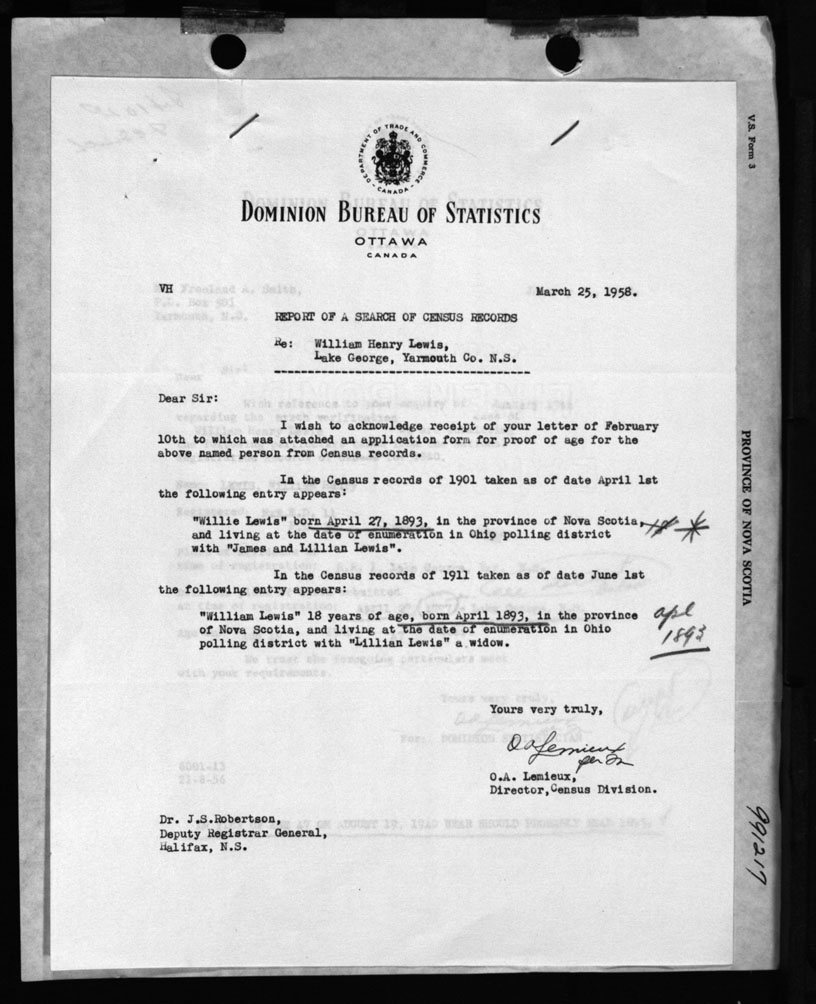 DEPARTMENT OF TRADE AND COMMERCE
- CANADA -
DOMINION BUREAU OF STATISTICS
OTTAWA
CANADA
V.S. Form 3
VH
March 25, 1958.
REPORT OF A SEARCH OF CENSUS RECORDS
Re: William Henry Lewis,
Lake George, Yarmouth Co. N.S.
Dear Sir:
I wish to acknowledge receipt of your letter of February
10th to which was attached an application form for proof of age for the
above named person from Census records.
In the Census records of 1901 taken as of date April 1st
the following entry appears:
"Willie Lewis" born April 27, 1893, in the province of Nova Scotia,
and living at the date of enumeration in Ohio polling district
with "James and Lillian Lewis".
In the Census records of 1911 taken as of date June 1st
the following entry appears:
"William Lewis" 18 years of age, born April 1893, in the province
of Nova Scotia, and living at the date of enumeration in Ohio
polling district with "Lillian Lewis" a widow.
apl
1893
PROVINCE OF NOVA SCOTIA
Yours very truly,
O A Lemieux
O.A. Lemieux,
Director, Census Division.
Dr. J.S.Robertson,
Deputy Registrar General,
Halifax, N.S.
991217